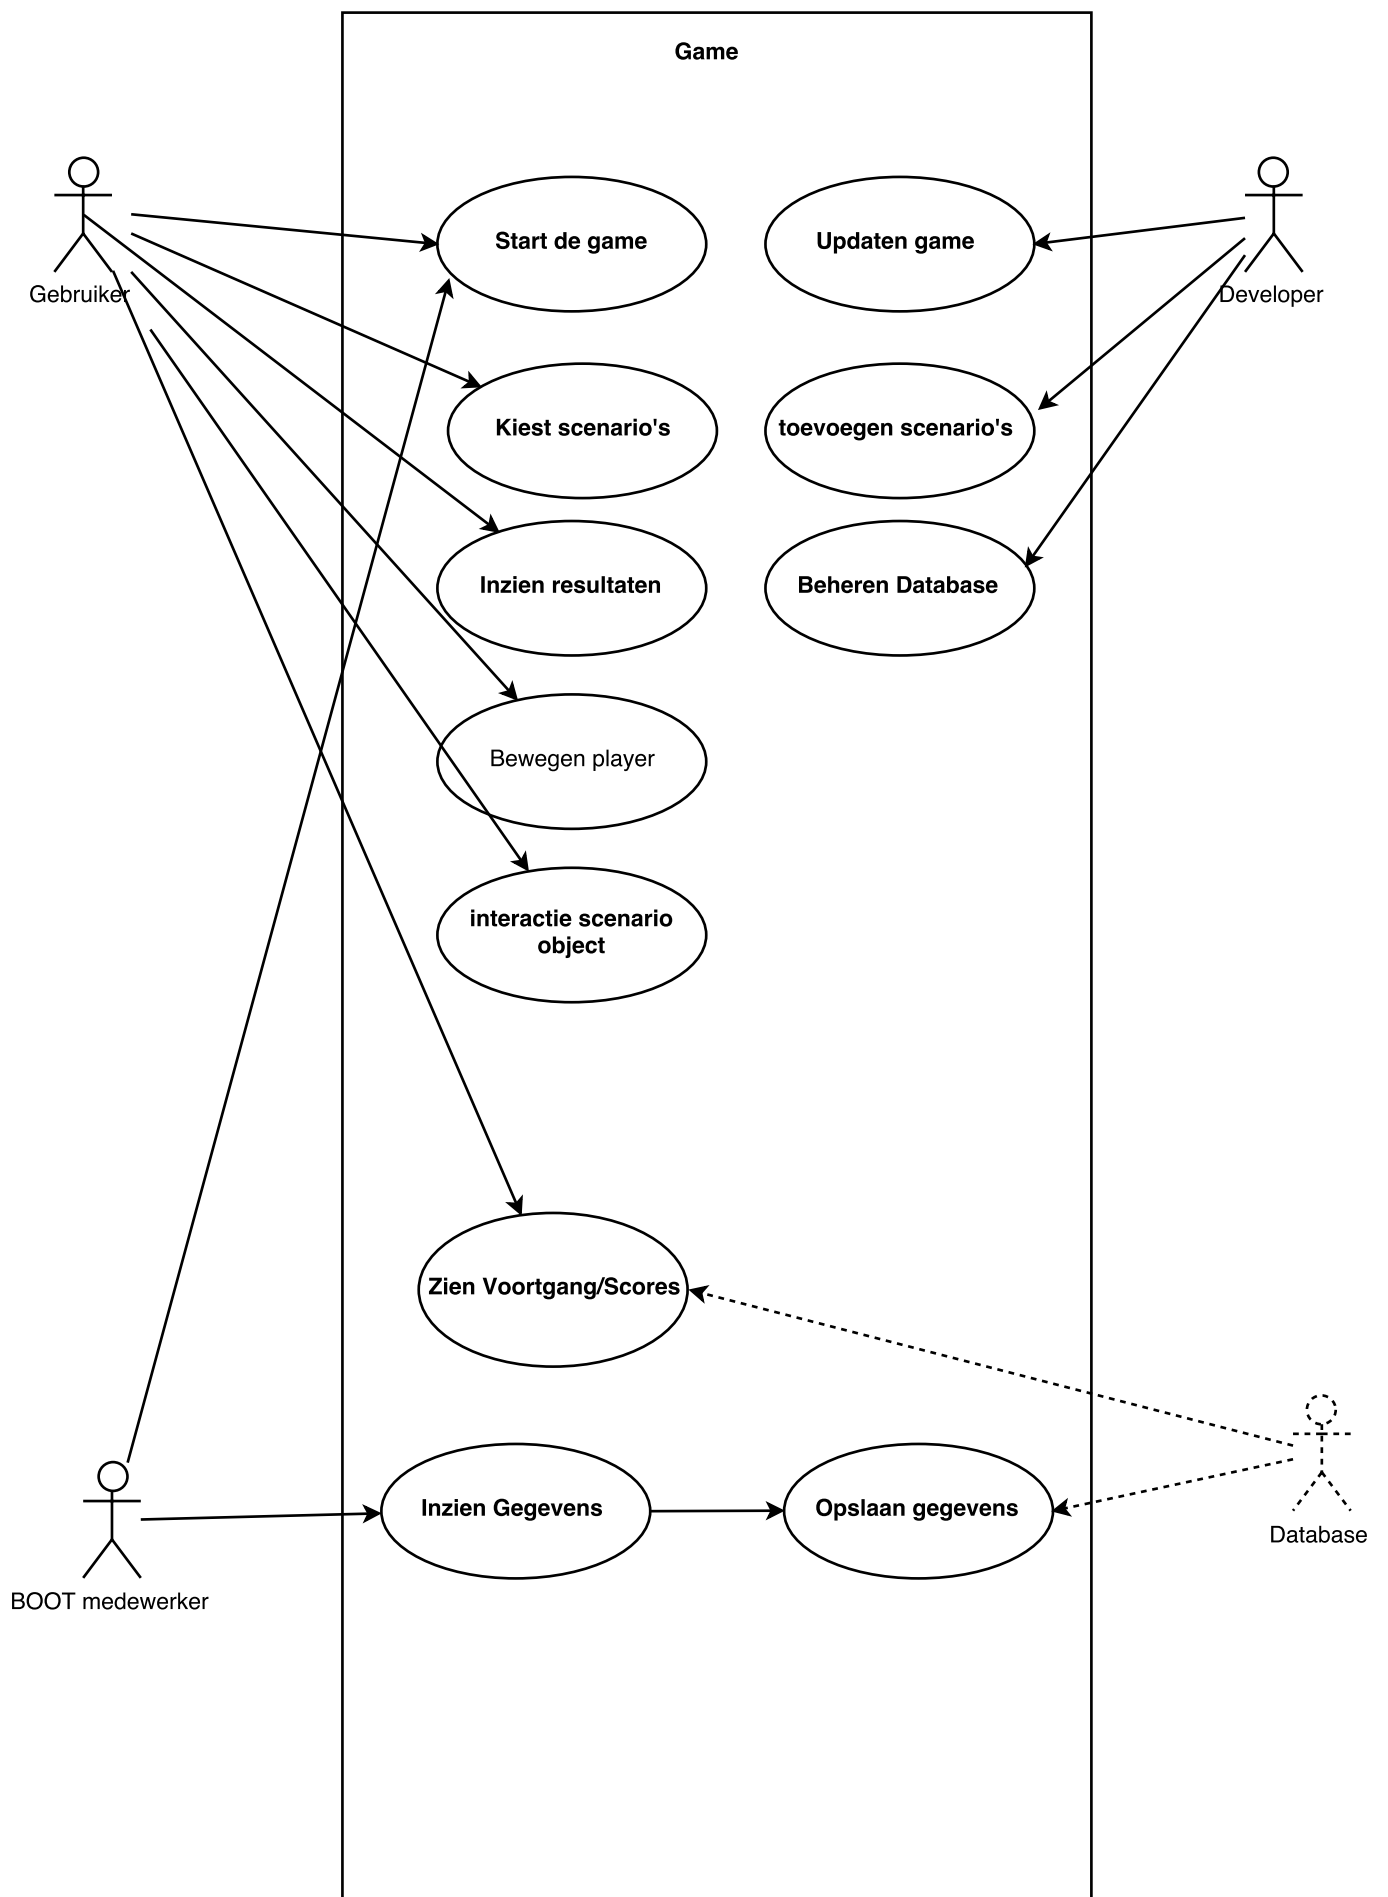 Game
Start de game
Updaten game
Gebruiker
Developer
Kiest scenario's
toevoegen scenario's
Inzien resultaten
Beheren Database
Bewegen player
interactie scenario
object
Zien Voortgang/Scores
Inzien Gegevens
Opslaan gegevens
Database
BOOT medewerker